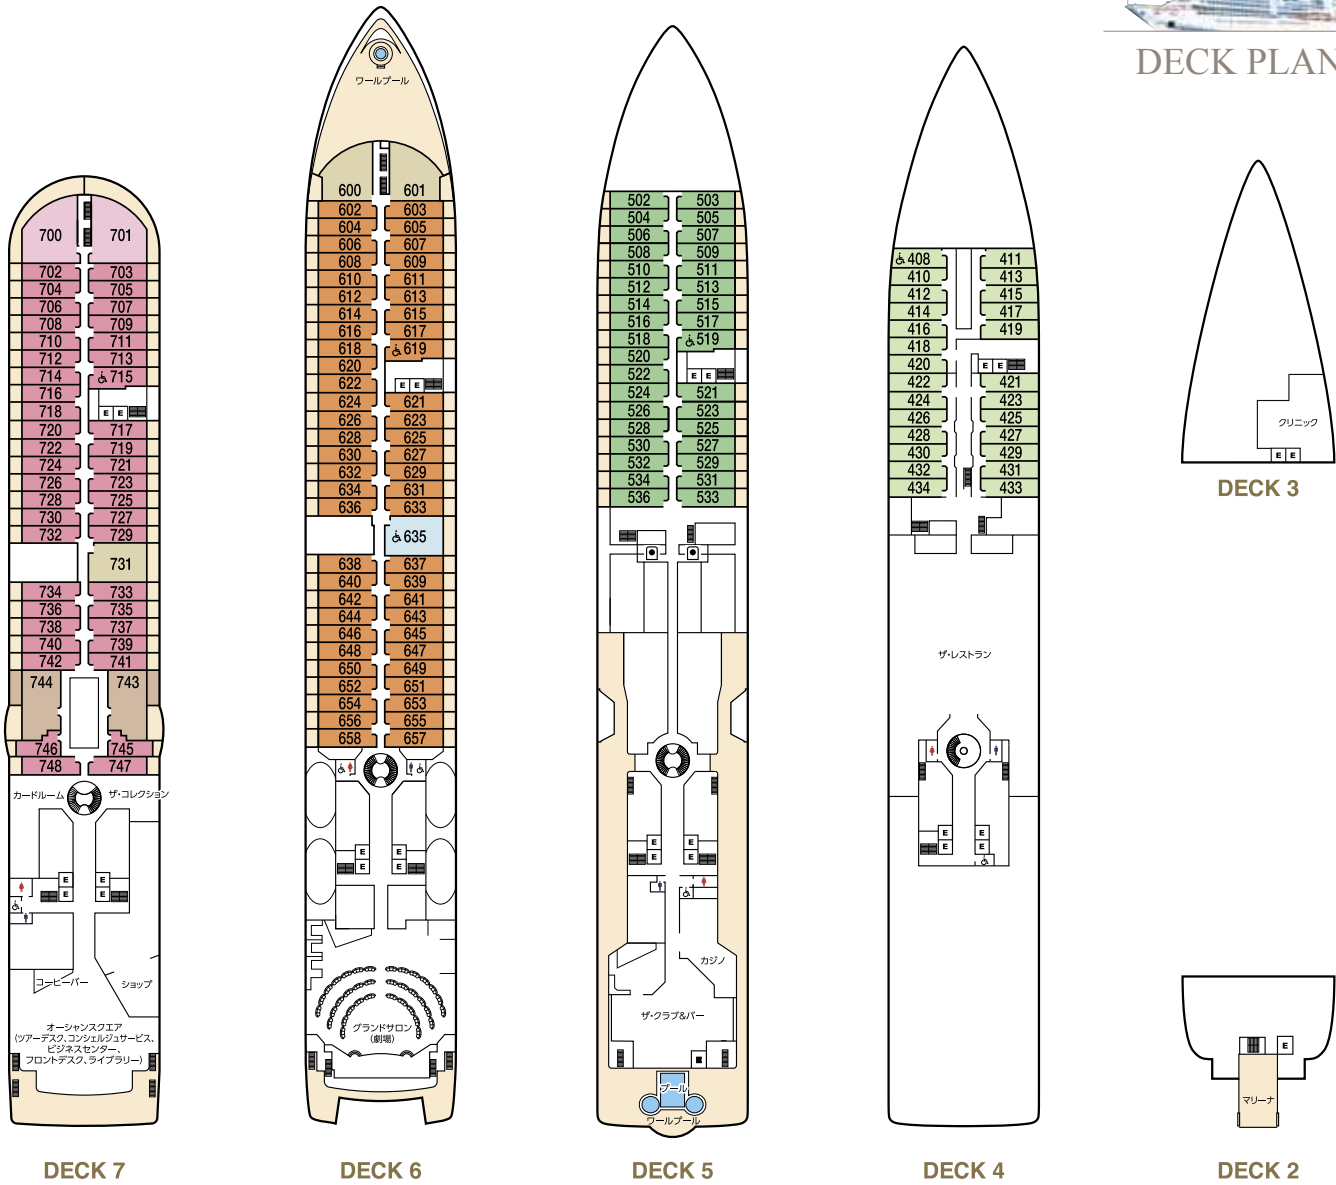 DECK PLAN
ワールプール
600 601
602 603
604 605
606 607
608 609
610 611
612 613
614 615
616 617
618 619
620
622
E E
624 621
626 623
628 625
630 627
632 629
634 631
636 633
635
638 637
640 639
642 641
644 643
646 645
648 647
650 649
652 651
654 653
656 655
658 657
E E
E E
グランドサロン
(劇場)
DECK 6
700 701
702 703
704 705
706 707
708 709
710 711
712 713
714 715
716
718
E E
720 717
722 719
724 721
726 723
728 725
730 727
732 729
731
734 733
736 735
738 737
740 739
742 741
744 743
746 745
748 747
カードルーム ザ・コレクション
E E
E E
コーヒーバー ショップ
オーシャンスクエア
(ツアーデスク、コンシェルジュサービス、
ビジネスセンター、
フロントデスク、ライブラリー)
DECK 7
502 503
504 505
506 507
508 509
510 511
512 513
514 515
516 517
518 519
520
522
E E
524 521
526 523
528 525
530 527
532 529
534 531
536 533
E E
E E
カジノ
ザ・クラブ&バー
プール
ワールプール
DECK 5
408 411
410 413
412 415
414 417
416 419
418
420
E E
422 421
424 423
426 425
428 427
430 429
432 431
434 433
ザ・レストラン
E E
E E
DECK 4
クリニック
E E
DECK 3
E
マリーナ
DECK 2